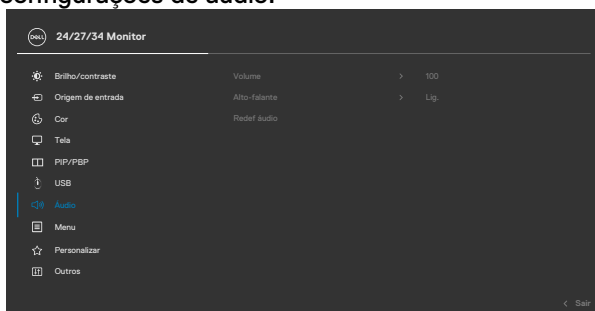 configurações de áudio.
DELL 24/27/34 Monitor
Brilho/contraste Volume > 100
Origem de entrada Alto-falante > Lig.
Cor Redef áudio
Tela
PIP/PBP
USB
Áudio
Menu
Personalizar
Outros
< Sair